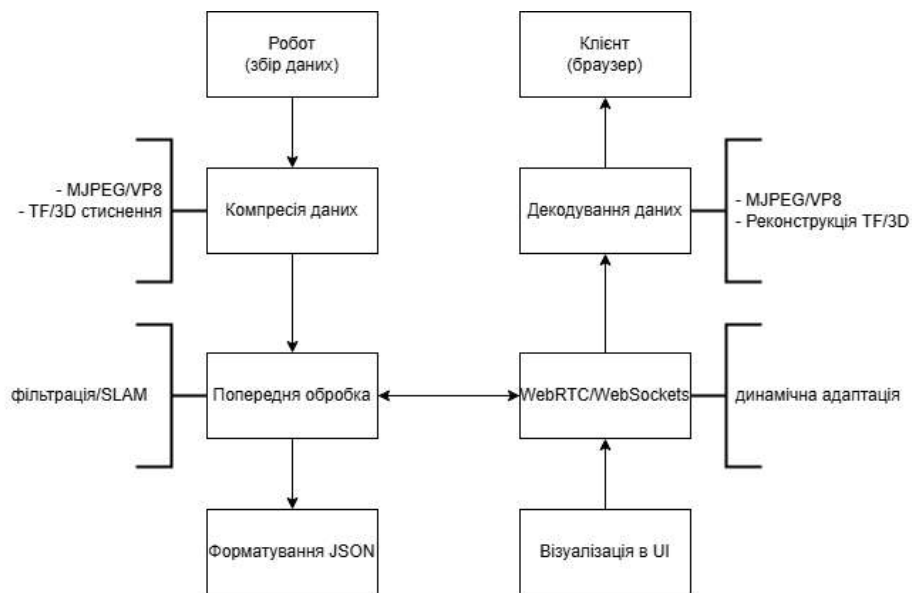 Робот
(збір даних)
Клієнт
(браузер)
- MJPEG/VP8
- TF/3D стиснення
Компресія даних
Декодування даних
- MJPEG/VP8
- Реконструкція TF/3D
фільтрація/SLAM
Попередня обробка
WebRTC/WebSockets
динамічна адаптація
Форматування JSON
Візуалізація в UI